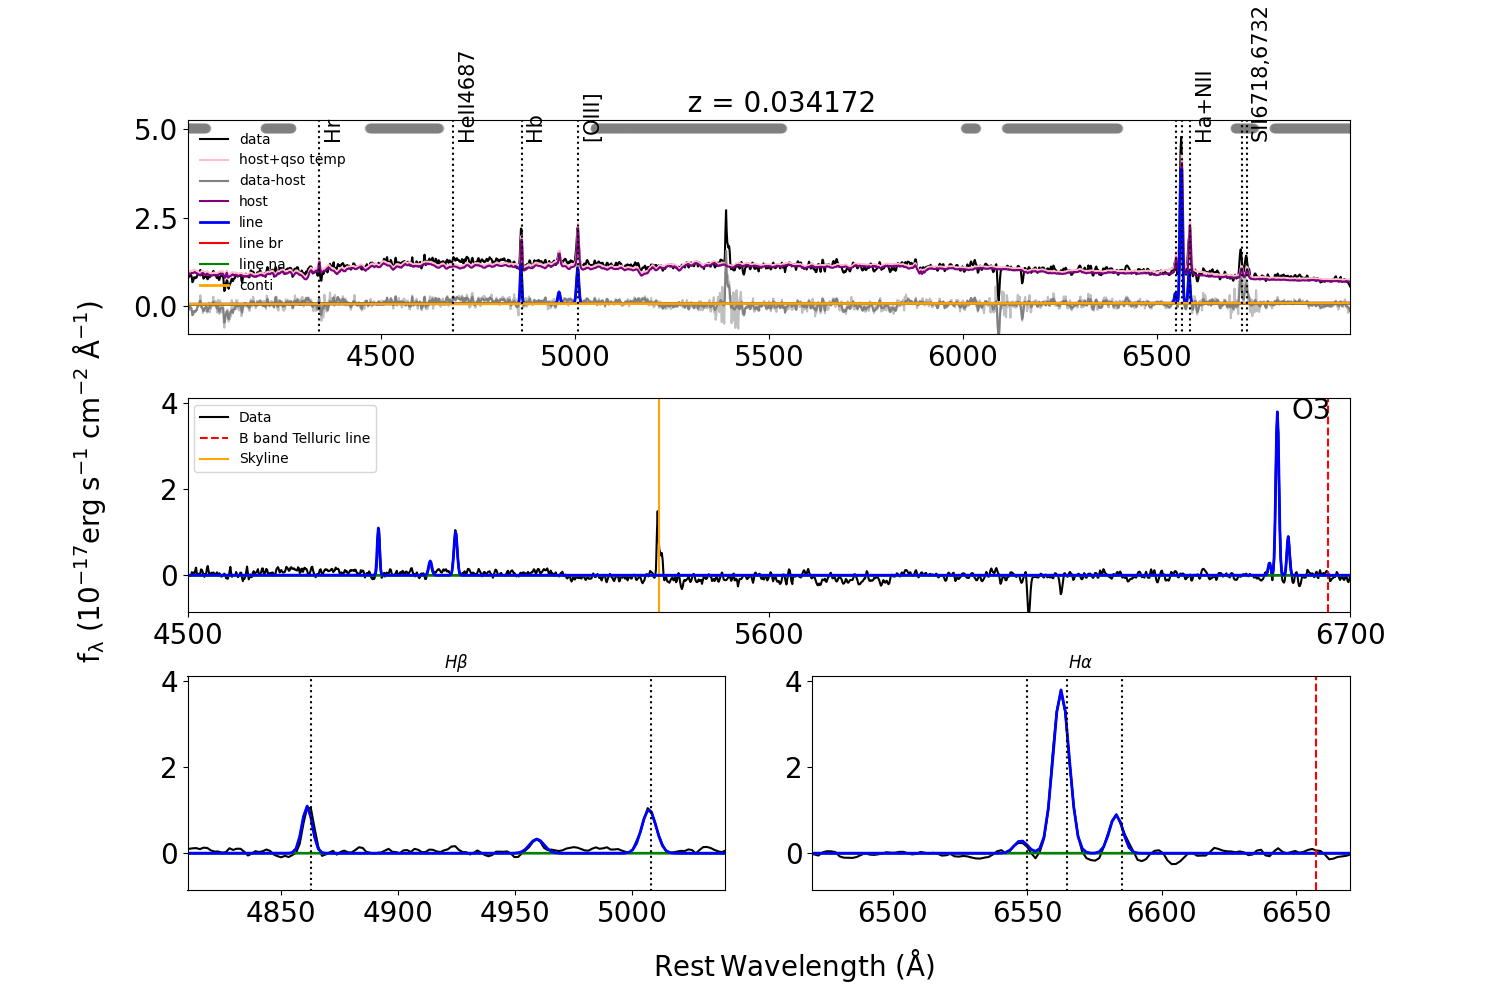 z = 0.034172
Hr
HeII4687
Hb
[OIII]
Ha+NII
SII6718,6732
5.0
2.5
0.0
data
host+qso temp
data-host
host
line
line br
line na
conti
4500 5000 5500 6000 6500
fλ (10⁻¹⁷erg s⁻¹ cm⁻² Å⁻¹)
4
2
0
Data
B band Telluric line
Skyline
O3
4500 5600 6700
Hβ
4
2
0
4850 4900 4950 5000
Hα
4
2
0
6500 6550 6600 6650
Rest Wavelength (Å)